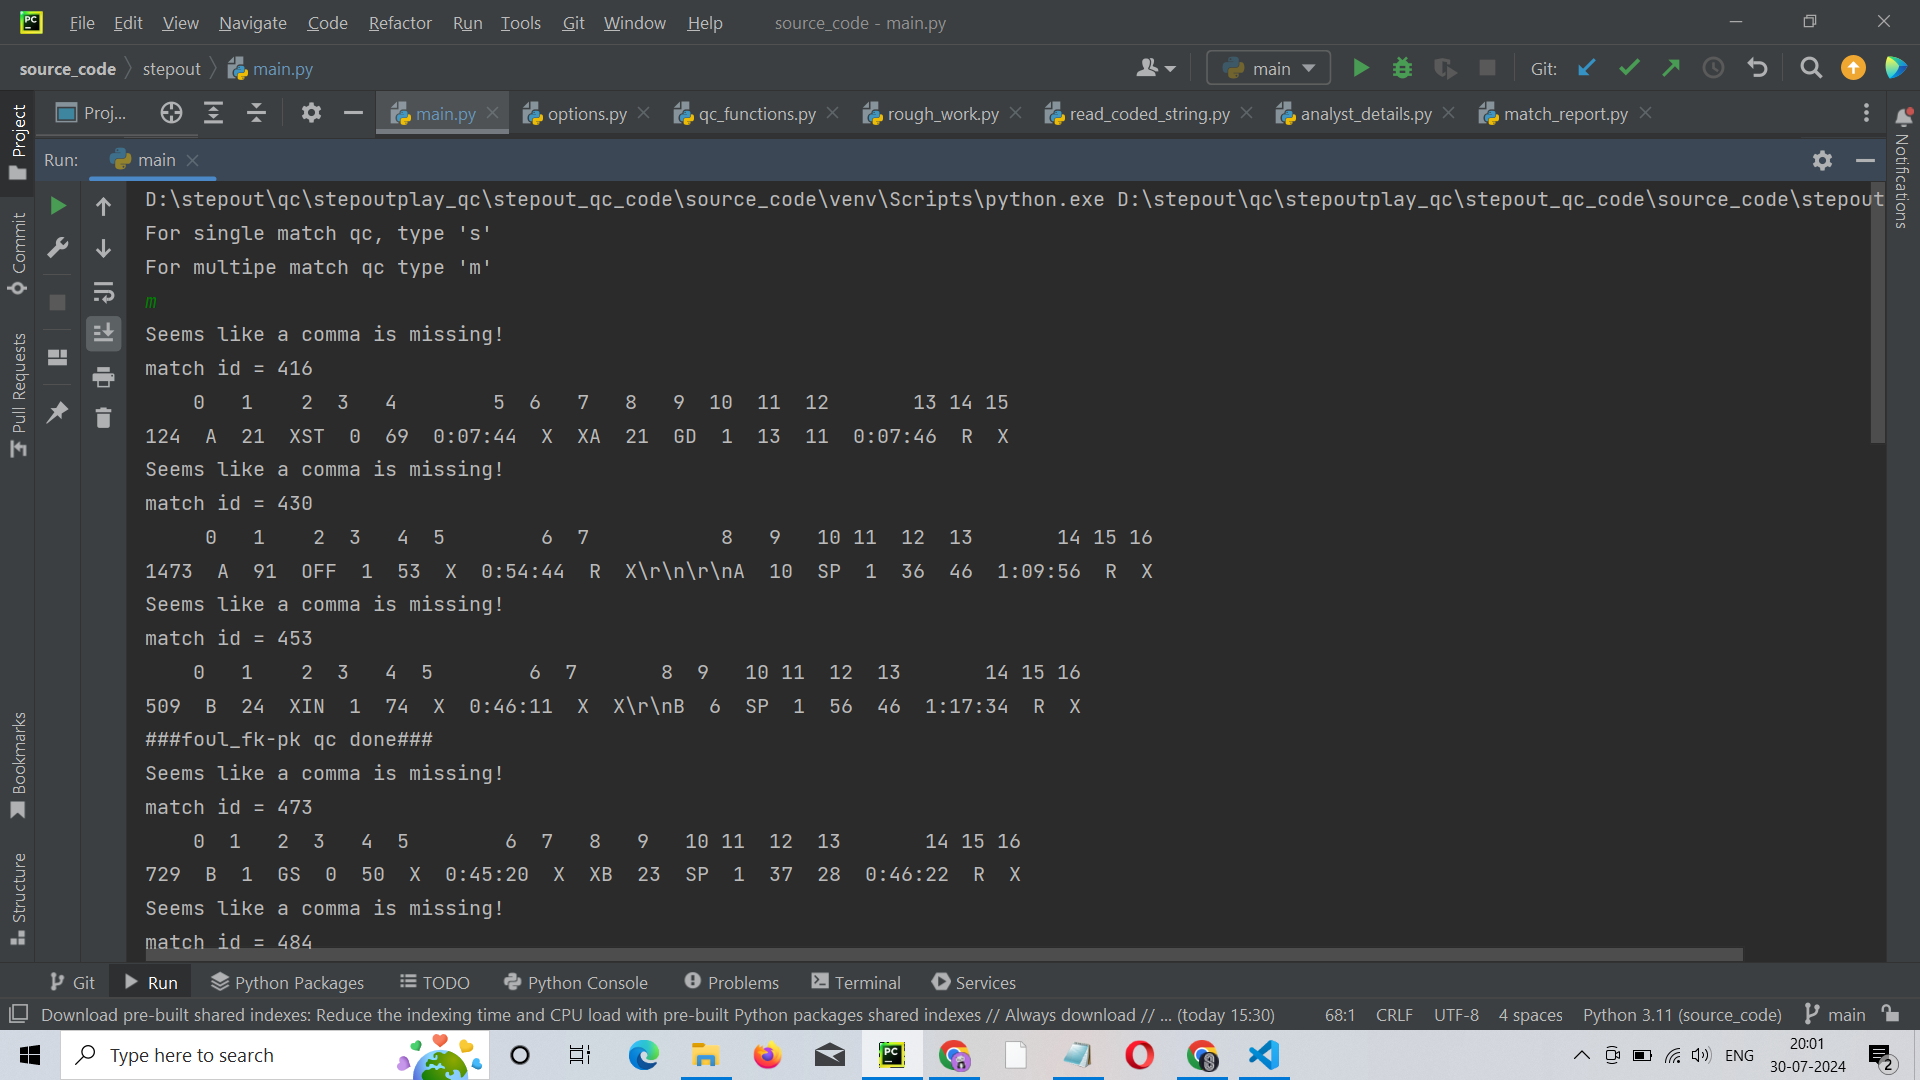 File Edit View Navigate Code Refactor Run Tools Git Window Help source_code - main.py
source_code stepout main.py main Git:
Proj... main.py options.py qc_functions.py rough_work.py read_coded_string.py analyst_details.py match_report.py
Run: main
Project
Commit
Pull Requests
Bookmarks
Structure
Notifications
D:\stepout\qc\stepoutplay_qc\stepout_qc_code\source_code\venv\Scripts\python.exe D:\stepout\qc\stepoutplay_qc\stepout_qc_code\source_code\stepout
For single match qc, type 's'
For multipe match qc type 'm'
m
Seems like a comma is missing!
match id = 416
0 1 2 3 4 5 6 7 8 9 10 11 12 13 14 15
124 A 21 XST 0 69 0:07:44 X XA 21 GD 1 13 11 0:07:46 R X
Seems like a comma is missing!
match id = 430
0 1 2 3 4 5 6 7 8 9 10 11 12 13 14 15 16
1473 A 91 OFF 1 53 X 0:54:44 R X\r\n\r\nA 10 SP 1 36 46 1:09:56 R X
Seems like a comma is missing!
match id = 453
0 1 2 3 4 5 6 7 8 9 10 11 12 13 14 15 16
509 B 24 XIN 1 74 X 0:46:11 X X\r\nB 6 SP 1 56 46 1:17:34 R X
###foul_fk-pk qc done###
Seems like a comma is missing!
match id = 473
0 1 2 3 4 5 6 7 8 9 10 11 12 13 14 15 16
729 B 1 GS 0 50 X 0:45:20 X XB 23 SP 1 37 28 0:46:22 R X
Seems like a comma is missing!
match id = 484
Git Run Python Packages TODO Python Console Problems Terminal Services
Download pre-built shared indexes: Reduce the indexing time and CPU load with pre-built Python packages shared indexes // Always download // ... (today 15:30) 68:1 CRLF UTF-8 4 spaces Python 3.11 (source_code) main
Type here to search ENG 20:01
30-07-2024 2